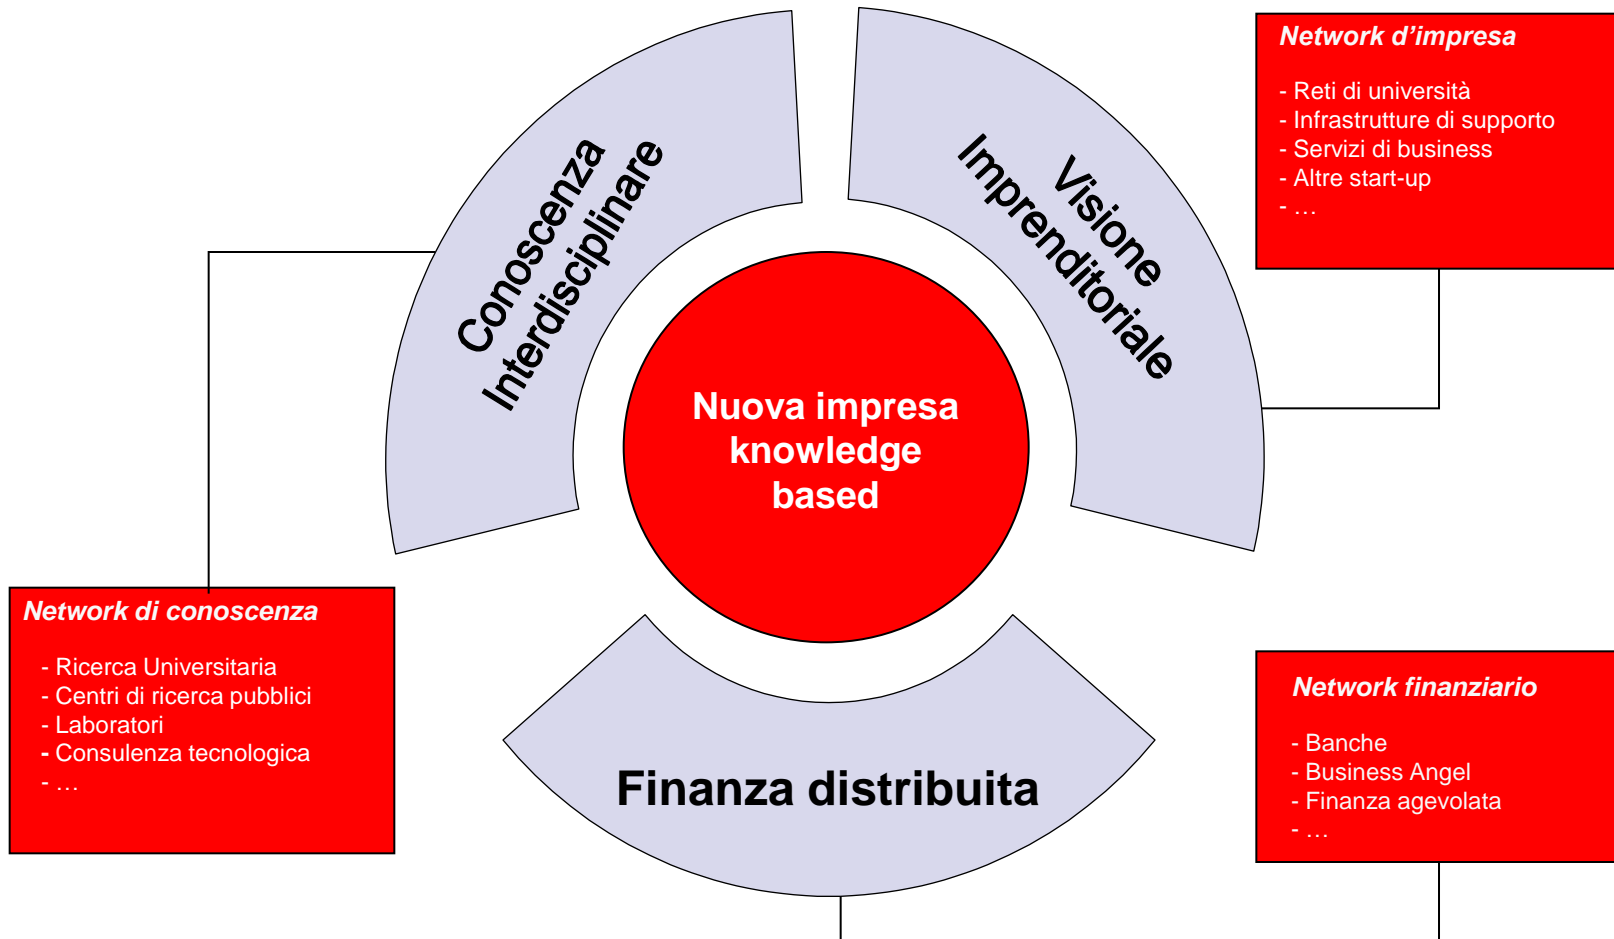 Conoscenza
Interdisciplinare
Visione
Imprenditoriale
Network d’impresa
- Reti di università
- Infrastrutture di supporto
- Servizi di business
- Altre start-up
- …
Nuova impresa
knowledge
based
Network di conoscenza
- Ricerca Universitaria
- Centri di ricerca pubblici
- Laboratori
- Consulenza tecnologica
- …
Finanza distribuita
Network finanziario
- Banche
- Business Angel
- Finanza agevolata
- …